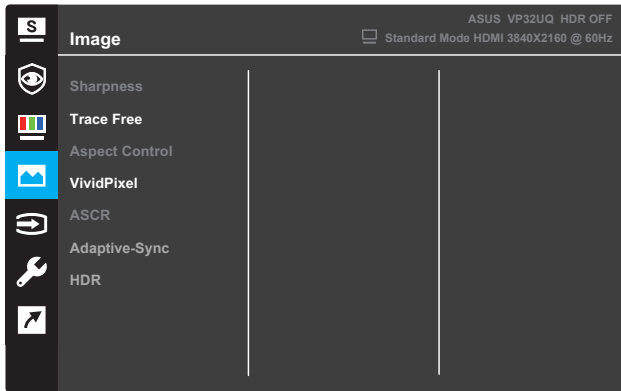 S
Image
ASUS VP32UQ HDR OFF
Standard Mode HDMI 3840X2160 @ 60Hz
Sharpness
Trace Free
Aspect Control
VividPixel
ASCR
Adaptive-Sync
HDR